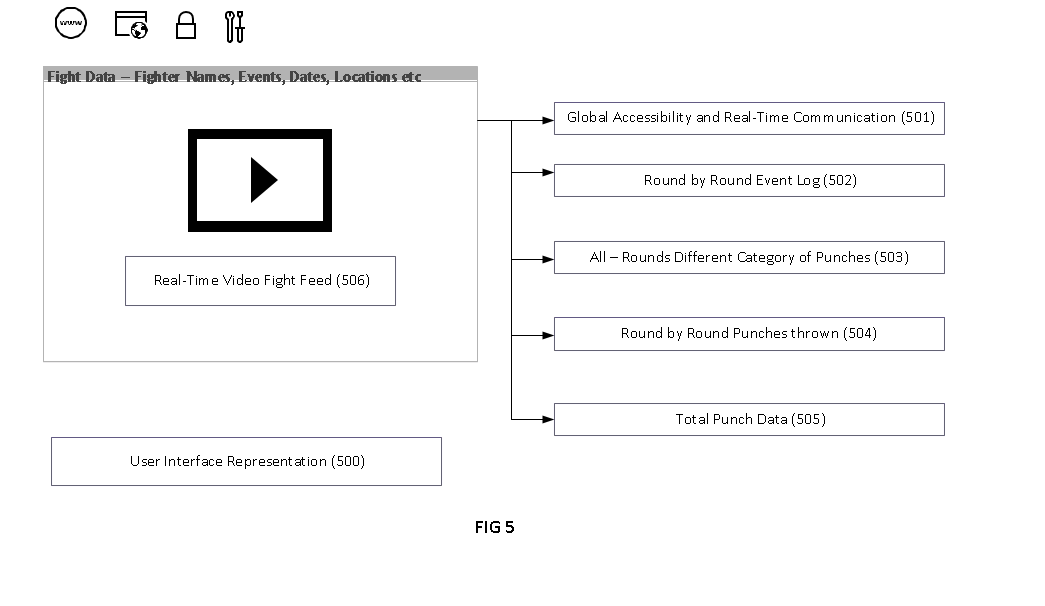 www
Fight Data – Fighter Names, Events, Dates, Locations etc
Global Accessibility and Real-Time Communication (501)
Round by Round Event Log (502)
All – Rounds Different Category of Punches (503)
Real-Time Video Fight Feed (506)
Round by Round Punches thrown (504)
Total Punch Data (505)
User Interface Representation (500)
FIG 5